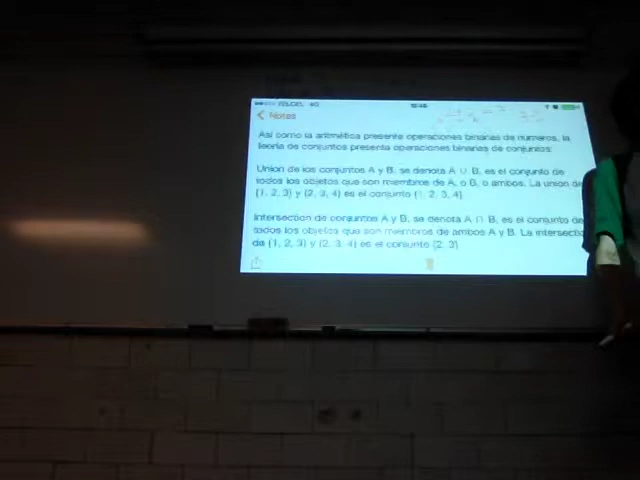 TELCEL 4G
Notas
Así como la aritmética presenta operaciones binarias de números, la
teoría de conjuntos presenta operaciones binarias de conjuntos:
Unión de los conjuntos A y B, se denota A ∪ B, es el conjunto de
todos los objetos que son miembros de A, o B, o ambos. La unión de
{1, 2, 3} y {2, 3, 4} es el conjunto {1, 2, 3, 4}
Intersección de conjuntos A y B, se denota A ∩ B, es el conjunto de
todos los objetos que son miembros de ambos A y B. La intersecció
de {1, 2, 3} y {2, 3, 4} es el conjunto {2, 3}